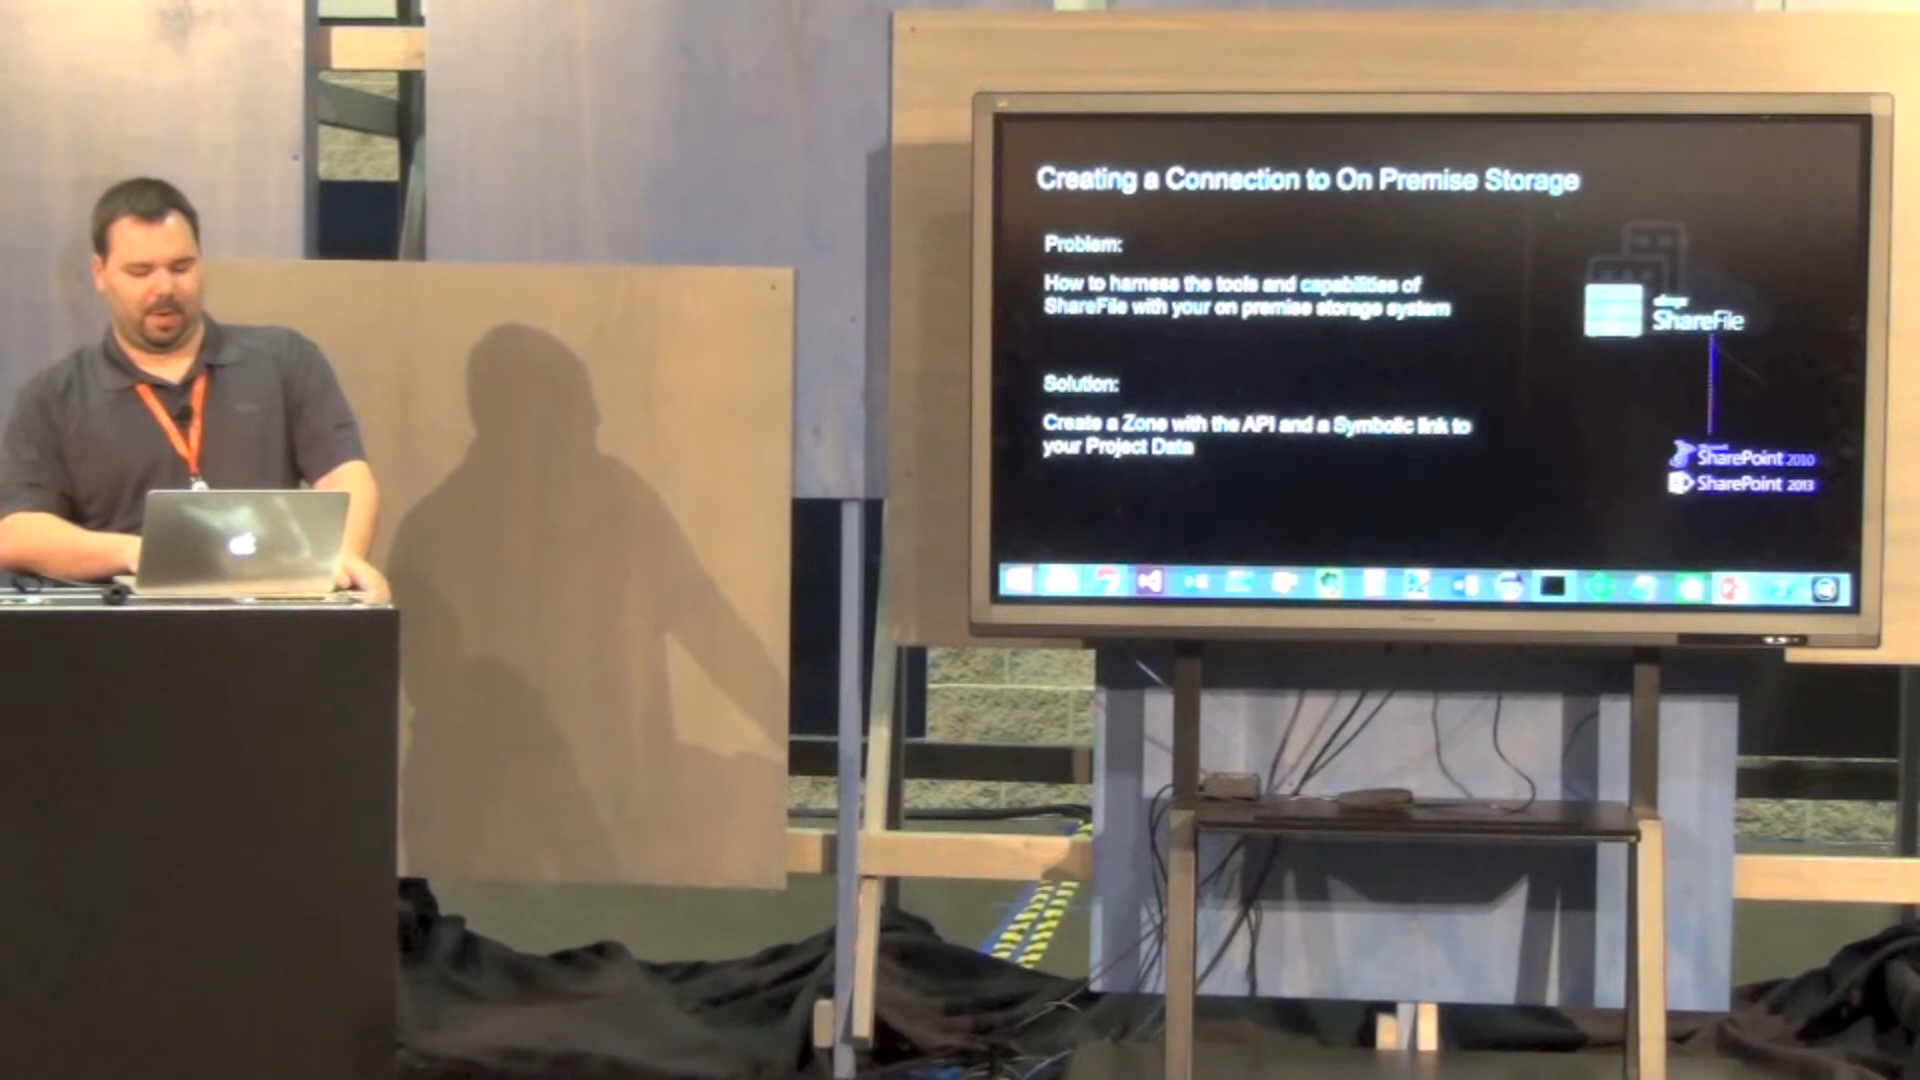 Creating a Connection to On Premise Storage
Problem:
How to harness the tools and capabilities of
ShareFile with your on premise storage system
citrix
ShareFile
Solution:
Create a Zone with the API and a Symbolic link to
your Project Data
SharePoint 2010
SharePoint 2013